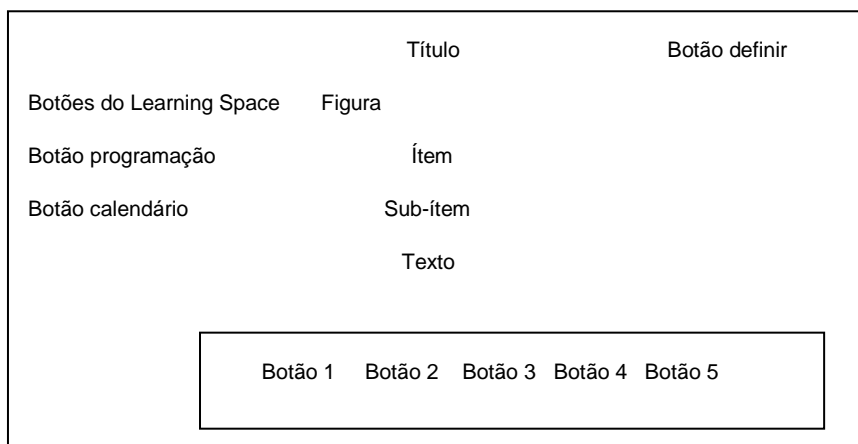 Título Botão definir
Botões do Learning Space Figura
Botão programação Ítem
Botão calendário Sub-ítem
Texto
Botão 1 Botão 2 Botão 3 Botão 4 Botão 5